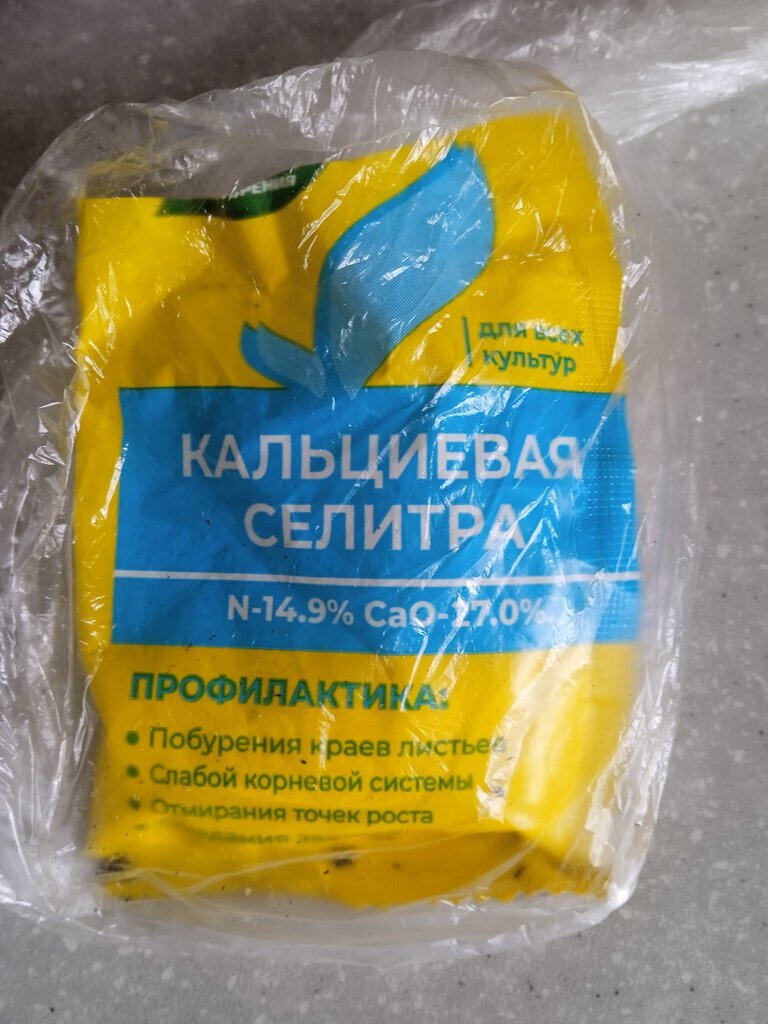 для всех
культур
КАЛЬЦИЕВАЯ
СЕЛИТРА
N-14.9% CaO-27.0%
ПРОФИЛАКТИКА:
• Побурения краев листьев
• Слабой корневой системы
• Отмирания точек роста